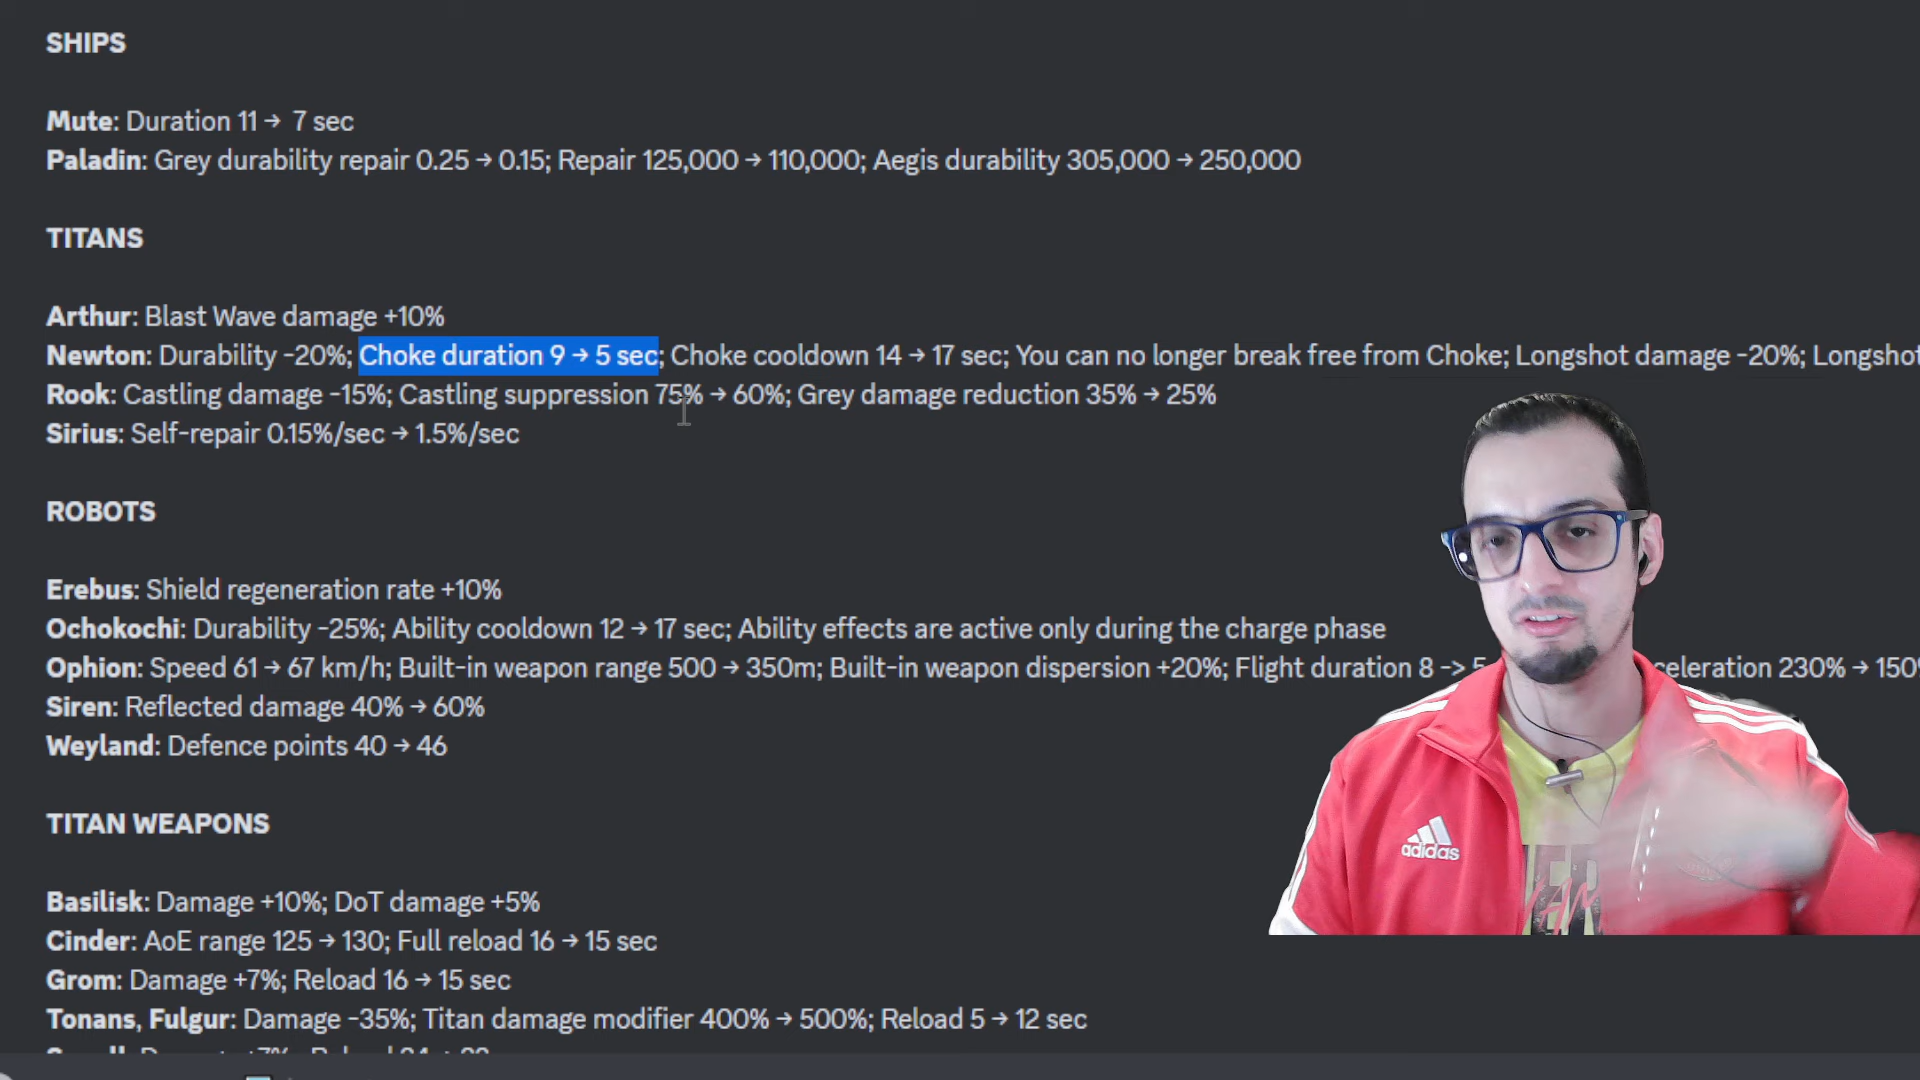 SHIPS
Mute: Duration 11 → 7 sec
Paladin: Grey durability repair 0.25 → 0.15; Repair 125,000 → 110,000; Aegis durability 305,000 → 250,000
TITANS
Arthur: Blast Wave damage +10%
Newton: Durability -20%; Choke duration 9 → 5 sec; Choke cooldown 14 → 17 sec; You can no longer break free from Choke; Longshot damage -20%; Longshot
Rook: Castling damage -15%; Castling suppression 75% → 60%; Grey damage reduction 35% → 25%
Sirius: Self-repair 0.15%/sec → 1.5%/sec
ROBOTS
Erebus: Shield regeneration rate +10%
Ochokochi: Durability -25%; Ability cooldown 12 → 17 sec; Ability effects are active only during the charge phase
Ophion: Speed 61 → 67 km/h; Built-in weapon range 500 → 350m; Built-in weapon dispersion +20%; Flight duration 8 -> 5 celeration 230% → 150%
Siren: Reflected damage 40% → 60%
Weyland: Defence points 40 → 46
TITAN WEAPONS
Basilisk: Damage +10%; DoT damage +5%
Cinder: AoE range 125 → 130; Full reload 16 → 15 sec
Grom: Damage +7%; Reload 16 → 15 sec
Tonans, Fulgur: Damage -35%; Titan damage modifier 400% → 500%; Reload 5 → 12 sec
adidas